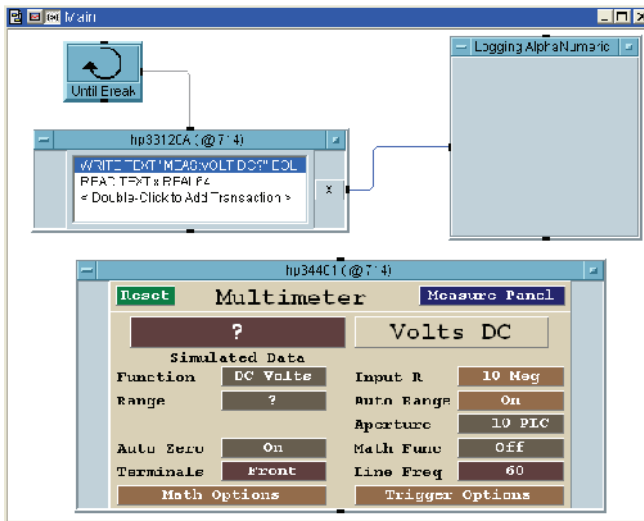 Main
Until Break
Logging AlphaNumeric
hp33120A (@714)
WRITE TEXT "MEAS:VOLT:DC?" EOL
READ TEXT x REAL64
< Double-Click to Add Transaction >
X
hp34401 (@714)
Reset
Multimeter
Measure Panel
?
Volts DC
Simulated Data
Function
DC Volts
Input R
10 Meg
Range
?
Auto Range
On
Aperture
10 PLC
Auto Zero
On
Math Func
Off
Terminals
Front
Line Freq
60
Math Options
Trigger Options